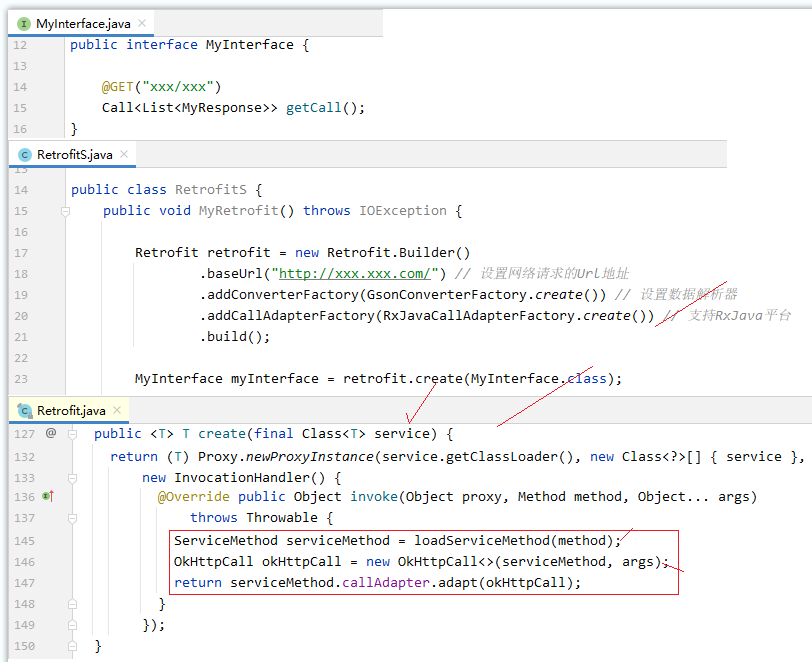 MyInterface.java
12 public interface MyInterface {
13
14 @GET("xxx/xxx")
15 Call<List<MyResponse>> getCall();
16 }
RetrofitS.java
13
14 public class RetrofitS {
15 public void MyRetrofit() throws IOException {
16
17 Retrofit retrofit = new Retrofit.Builder()
18 .baseUrl("http://xxx.xxx.com/") // 设置网络请求的Url地址
19 .addConverterFactory(GsonConverterFactory.create()) // 设置数据解析器
20 .addCallAdapterFactory(RxJavaCallAdapterFactory.create()) // 支持RxJava平台
21 .build();
22
23 MyInterface myInterface = retrofit.create(MyInterface.class);
Retrofit.java
127 @ public <T> T create(final Class<T> service) {
132 return (T) Proxy.newProxyInstance(service.getClassLoader(), new Class<?>[] { service },
133 new InvocationHandler() {
136 @Override public Object invoke(Object proxy, Method method, Object... args)
137 throws Throwable {
145 ServiceMethod serviceMethod = loadServiceMethod(method);
146 OkHttpCall okHttpCall = new OkHttpCall<>(serviceMethod, args);
147 return serviceMethod.callAdapter.adapt(okHttpCall);
148 }
149 });
150 }